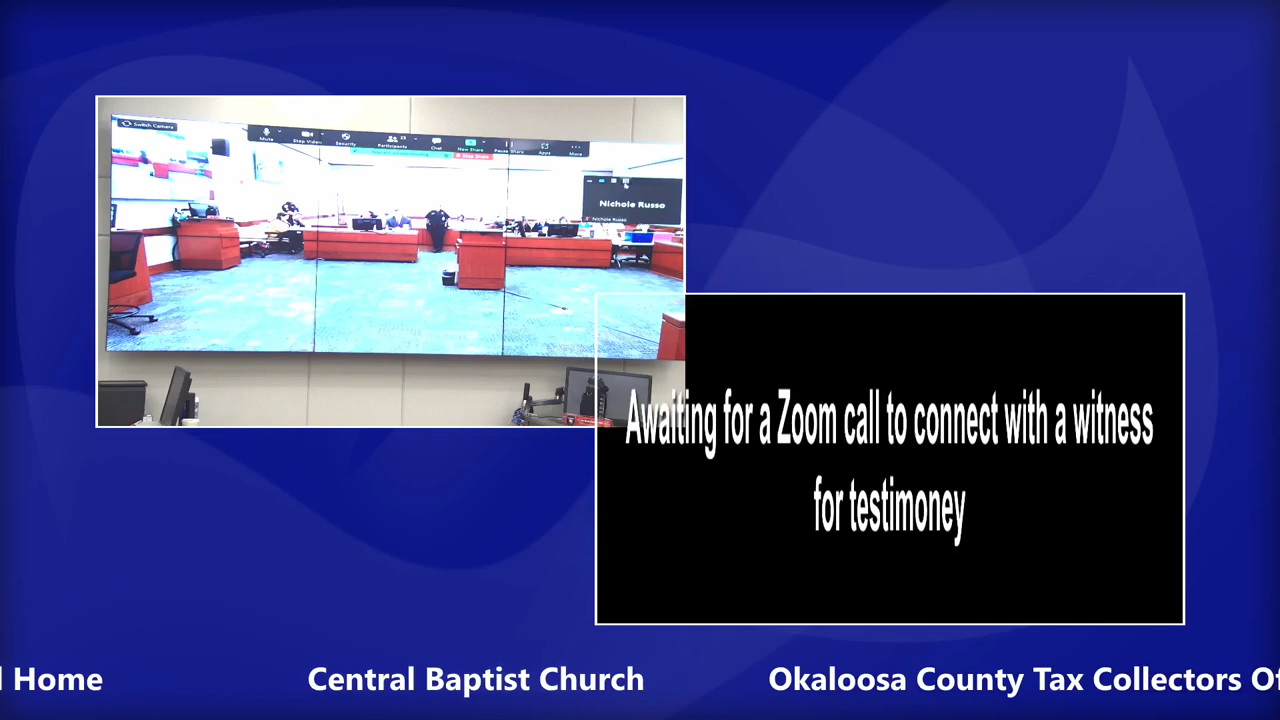 Switch Camera
Mute
Stop Video
Security
Participants
23
Chat
New Share
Pause Share
Apps
More
Stop Share
Nichole Russo
Nichole Russo
Awaiting for a Zoom call to connect with a witness
for testimoney
l Home
Central Baptist Church
Okaloosa County Tax Collectors Of